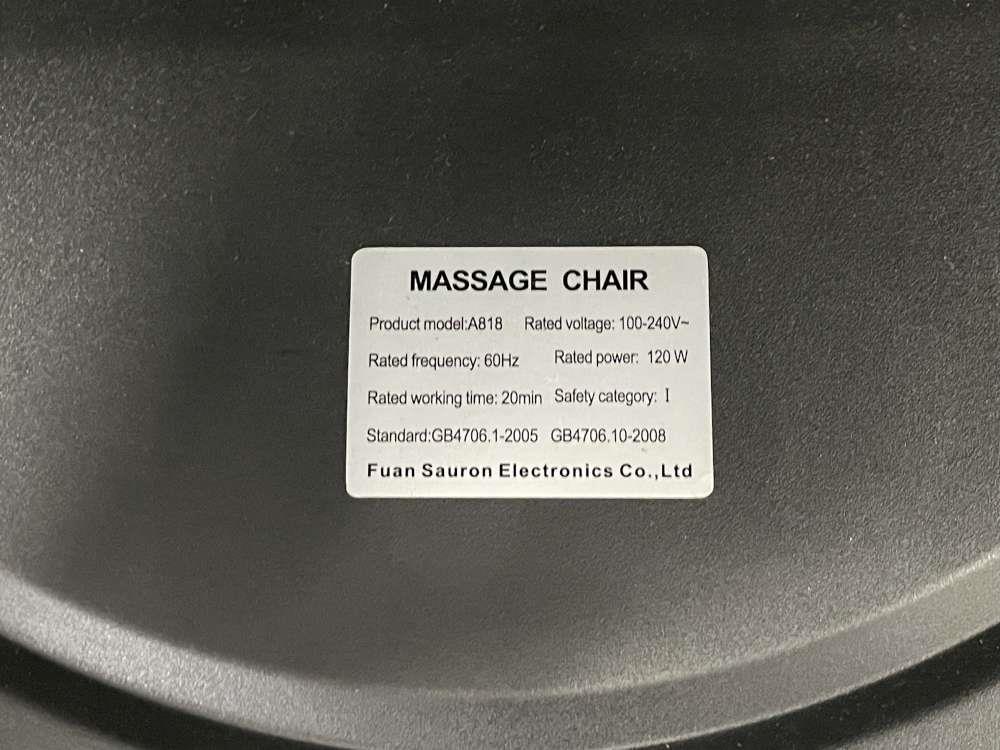 MASSAGE CHAIR
Product model:A818 Rated voltage: 100-240V~
Rated frequency: 60Hz Rated power: 120 W
Rated working time: 20min Safety category: I
Standard:GB4706.1-2005 GB4706.10-2008
Fuan Sauron Electronics Co.,Ltd